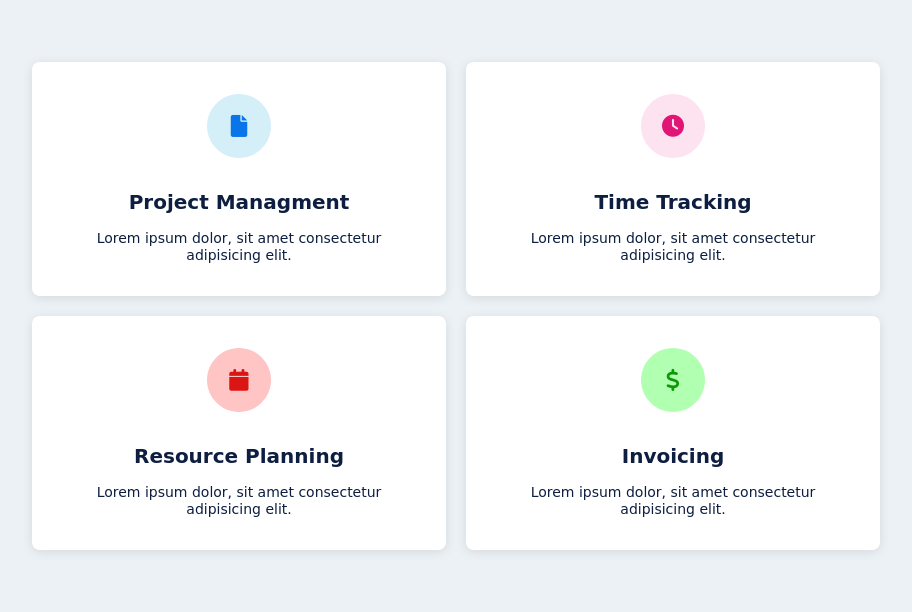 Project Managment
Lorem ipsum dolor, sit amet consectetur
adipisicing elit.
Time Tracking
Lorem ipsum dolor, sit amet consectetur
adipisicing elit.
Resource Planning
Lorem ipsum dolor, sit amet consectetur
adipisicing elit.
$
Invoicing
Lorem ipsum dolor, sit amet consectetur
adipisicing elit.